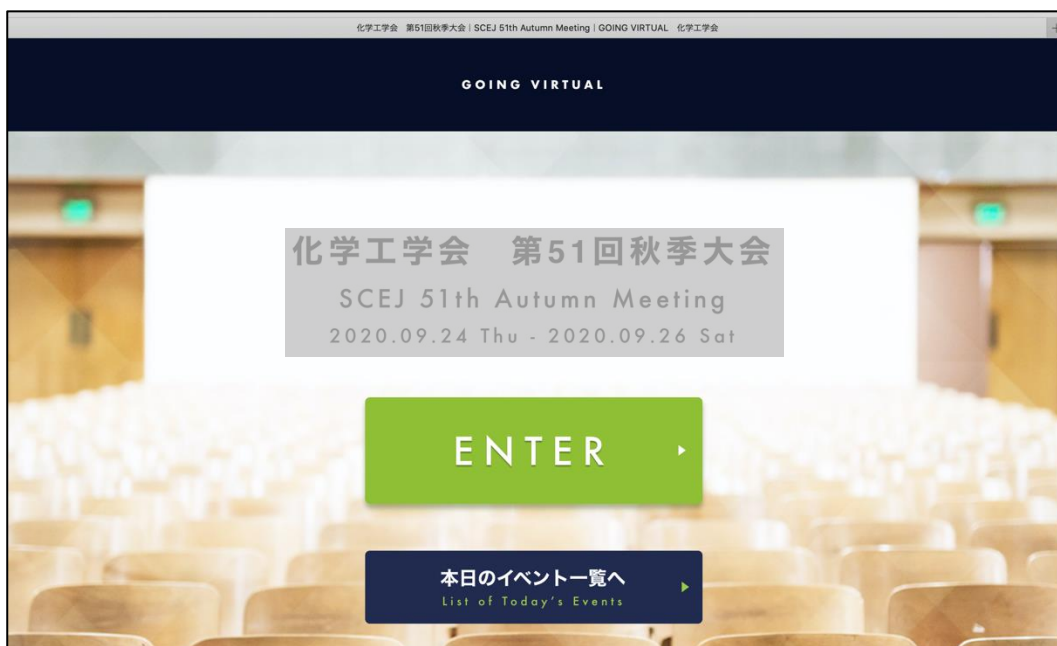 化学工学会　第51回秋季大会 | SCEJ 51th Autumn Meeting | GOING VIRTUAL　化学工学会
GOING VIRTUAL
化学工学会　第51回秋季大会
SCEJ 51th Autumn Meeting
2020.09.24 Thu - 2020.09.26 Sat
ENTER
本日のイベント一覧へ
List of Today's Events